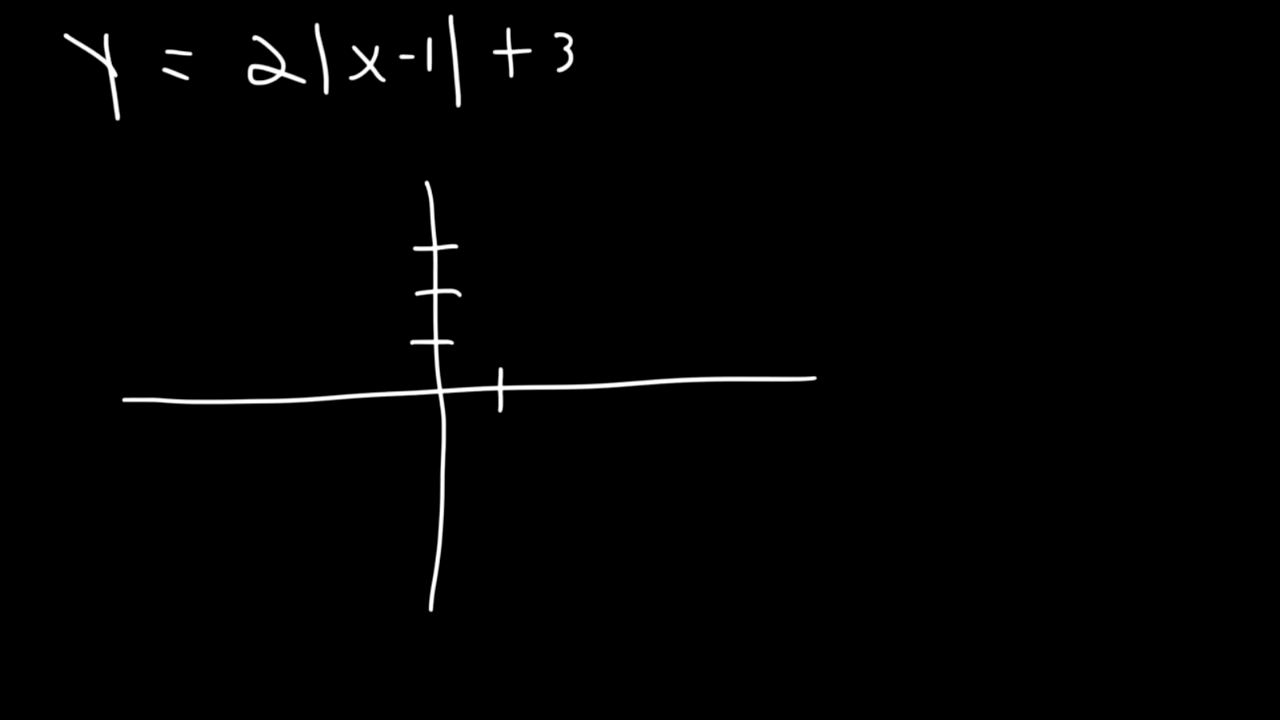 y = 2|x-1| + 3